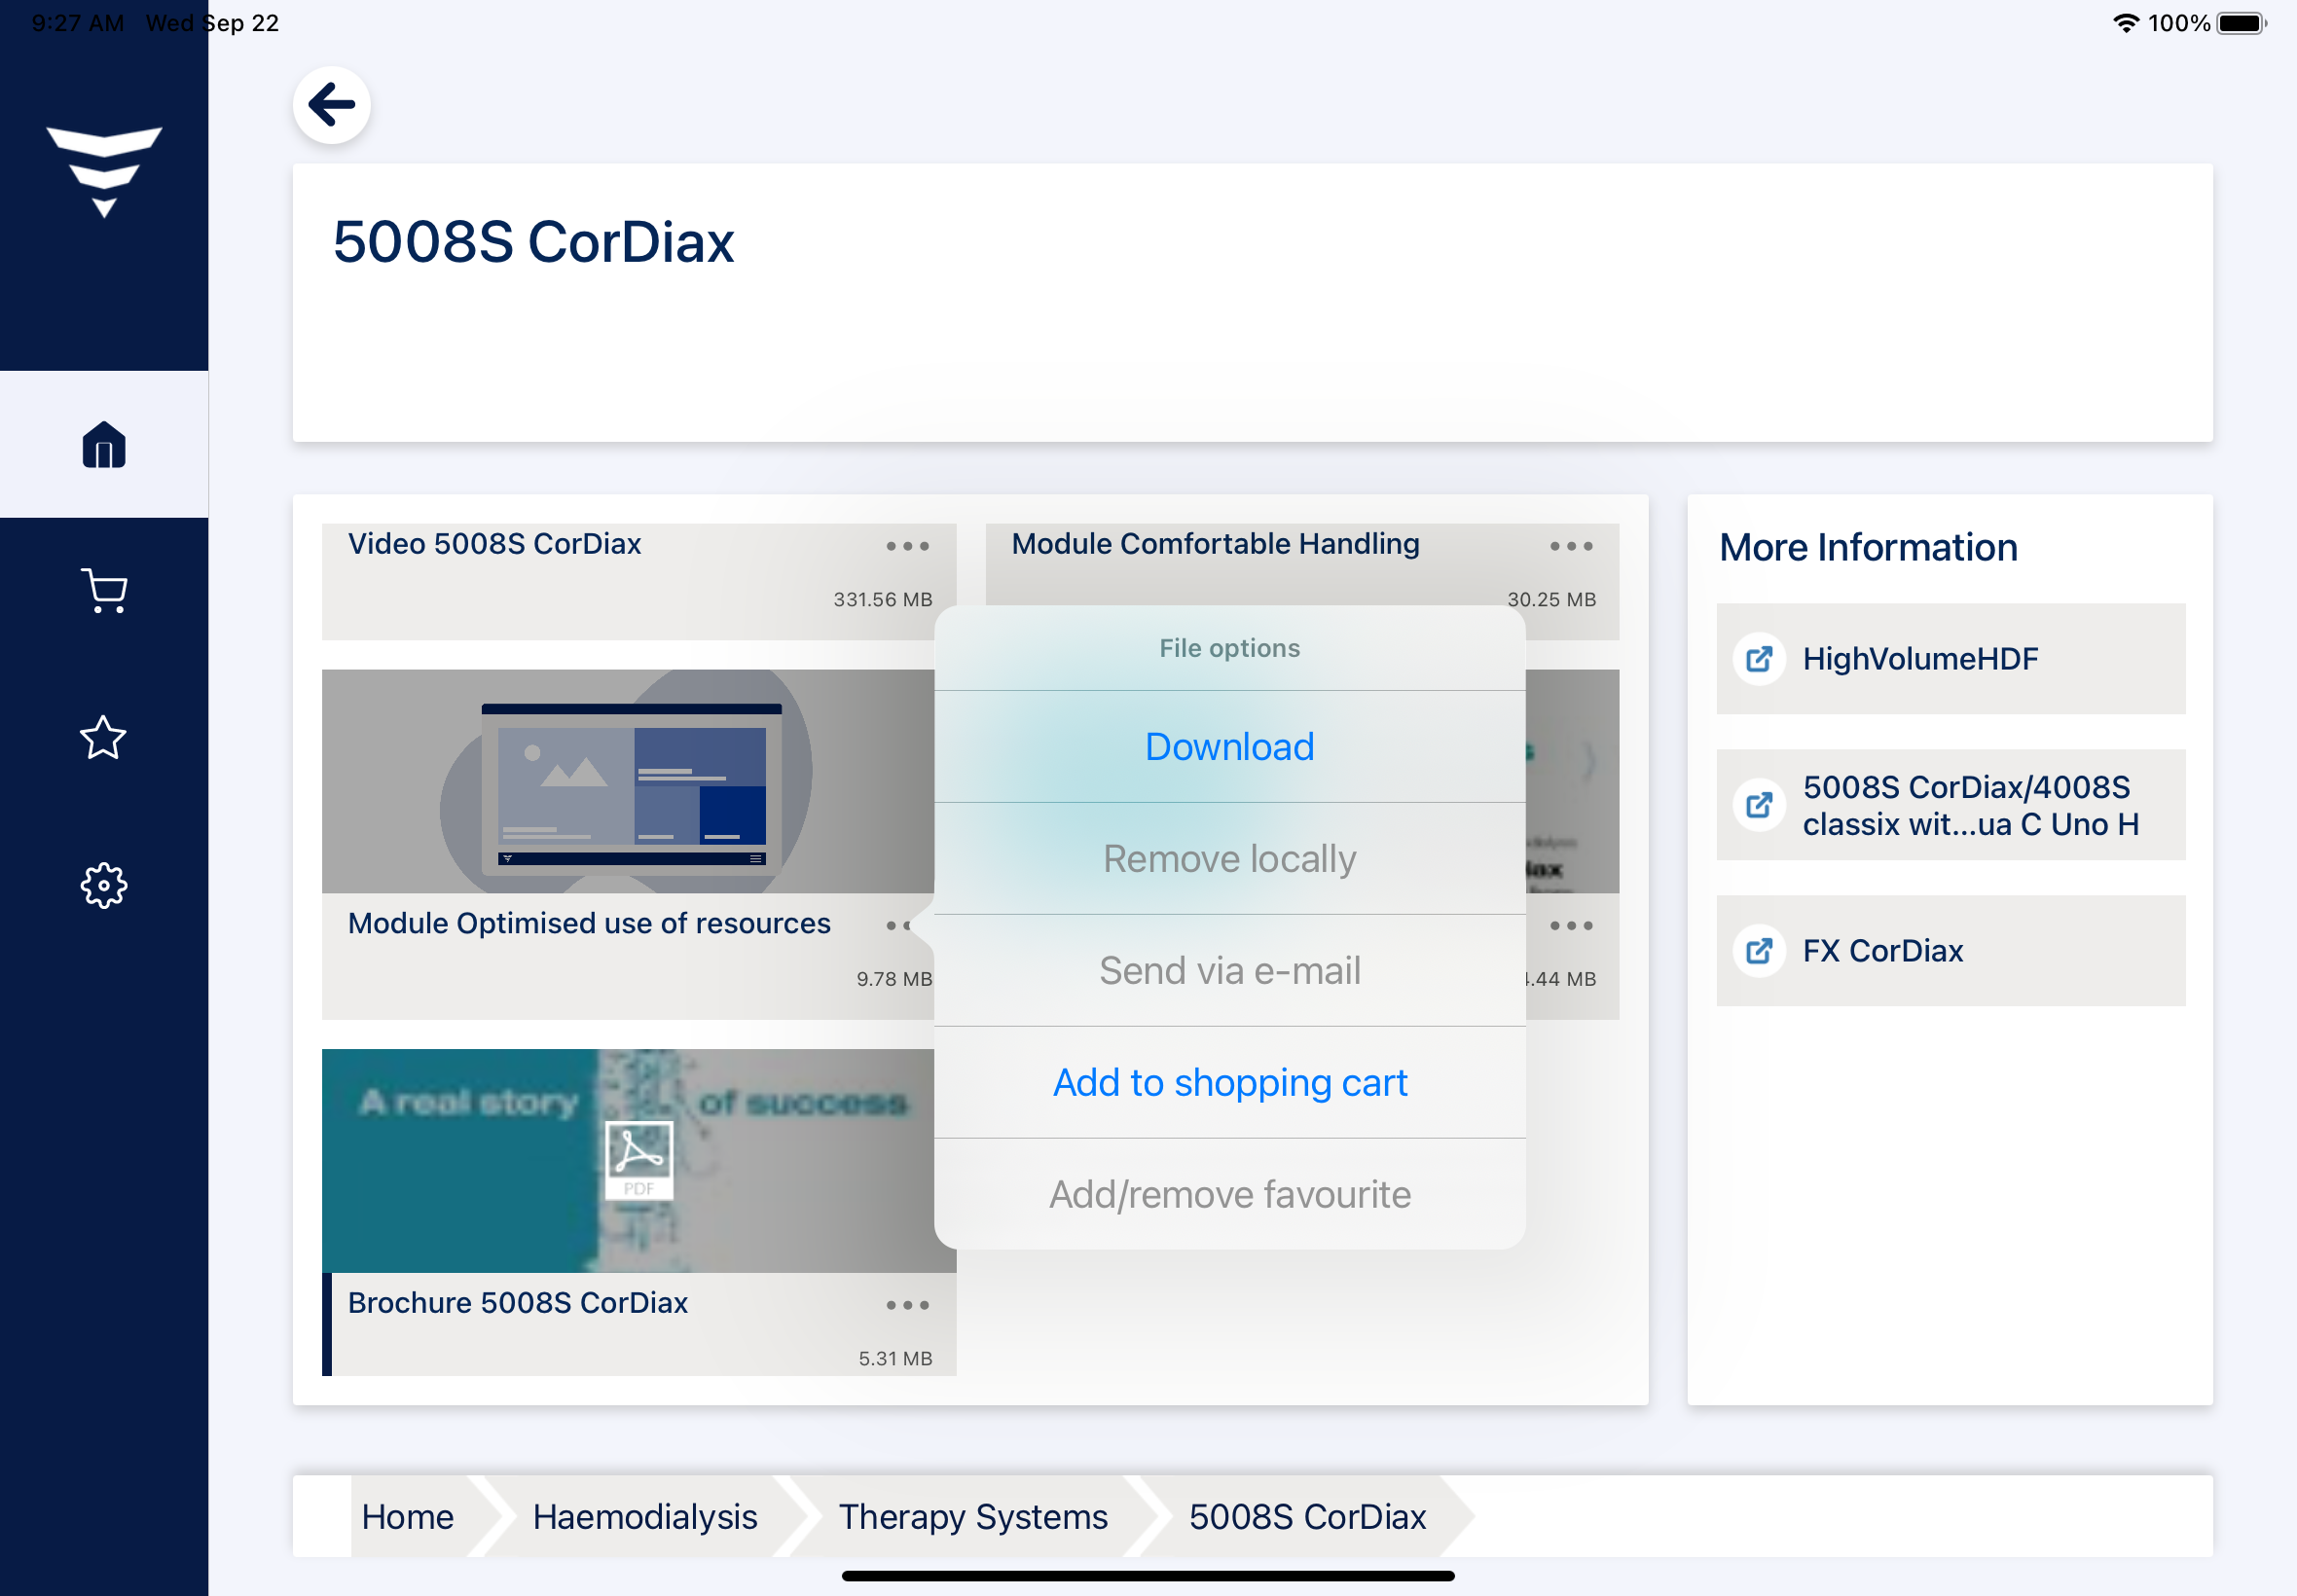 9:27 AM Wed Sep 22
100%
5008S CorDiax
Video 5008S CorDiax
331.56 MB
Module Comfortable Handling
30.25 MB
Module Optimised use of resources
9.78 MB
.44 MB
A real story of success
PDF
Brochure 5008S CorDiax
5.31 MB
File options
Download
Remove locally
Send via e-mail
Add to shopping cart
Add/remove favourite
More Information
HighVolumeHDF
5008S CorDiax/4008S
classix wit...ua C Uno H
FX CorDiax
Home
Haemodialysis
Therapy Systems
5008S CorDiax